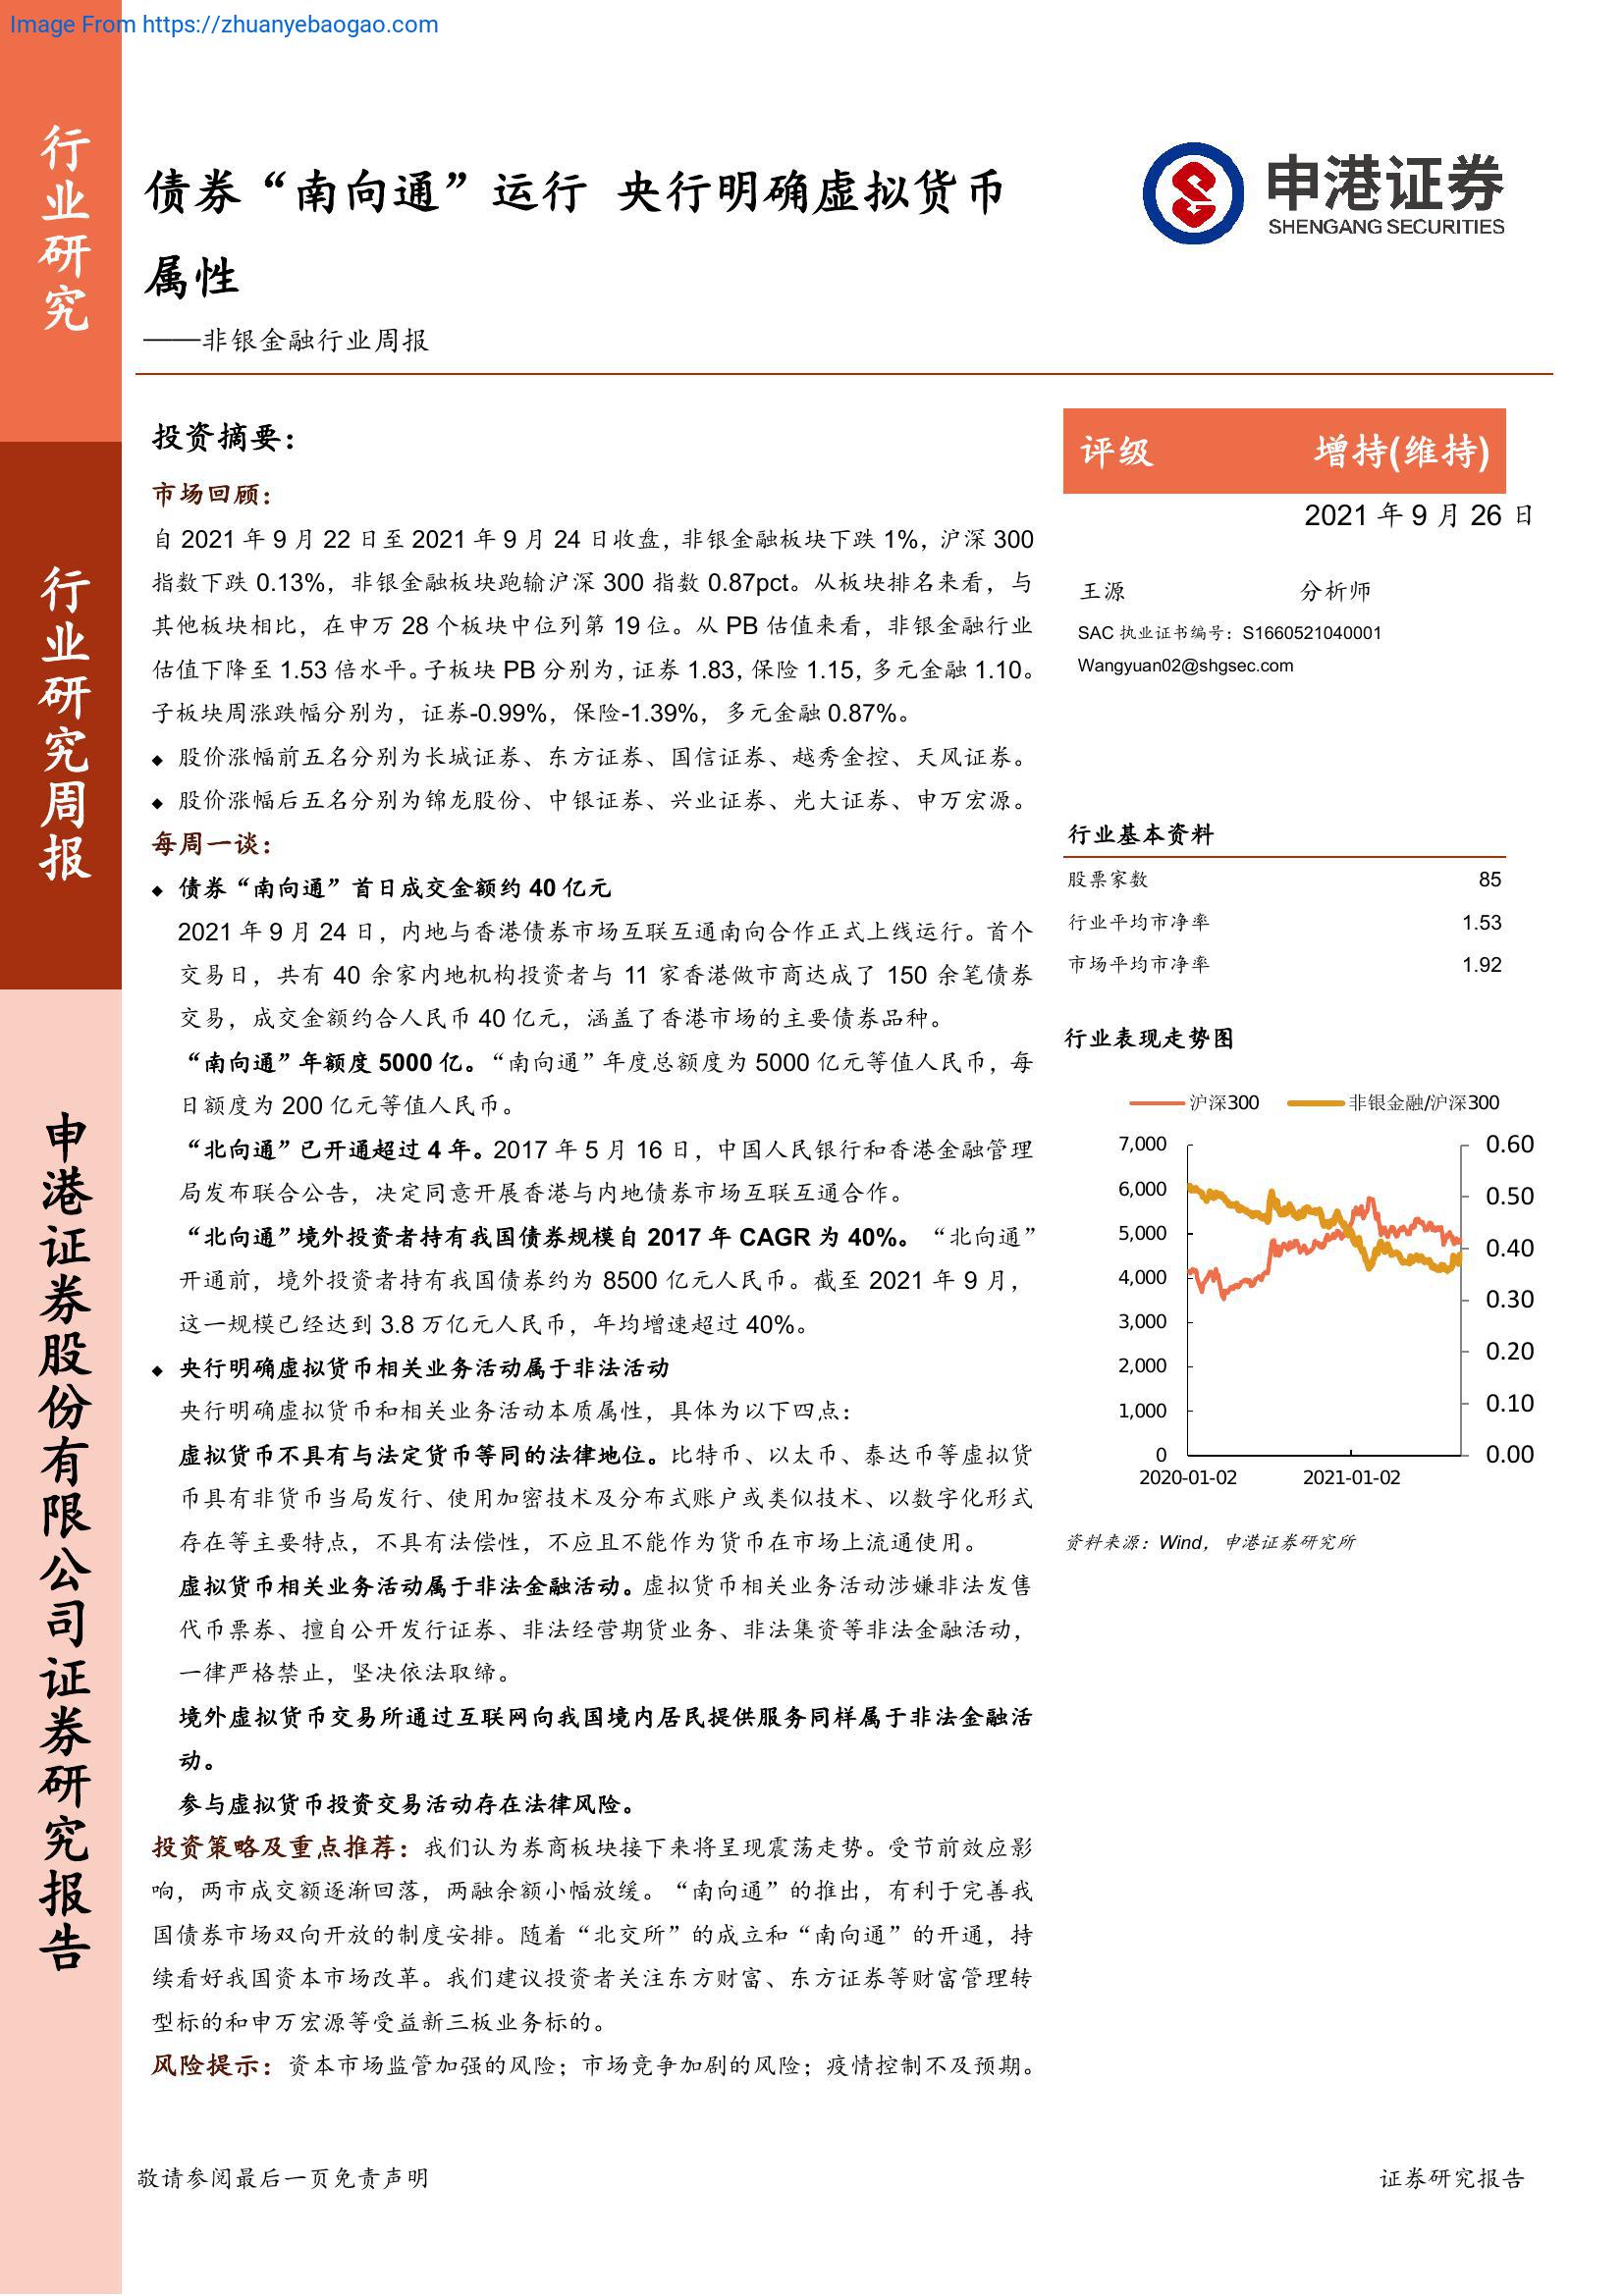 Image From https://zhuanyebaogao.com
行业研究
行业研究周报
申港证券股份有限公司证券研究报告
债券“南向通”运行 央行明确虚拟货币
属性
——非银金融行业周报
申港证券
SHENGANG SECURITIES
投资摘要：
市场回顾：
自 2021 年 9 月 22 日至 2021 年 9 月 24 日收盘，非银金融板块下跌 1%，沪深 300
指数下跌 0.13%，非银金融板块跑输沪深 300 指数 0.87pct。从板块排名来看，与
其他板块相比，在申万 28 个板块中位列第 19 位。从 PB 估值来看，非银金融行业
估值下降至 1.53 倍水平。子板块 PB 分别为，证券 1.83，保险 1.15，多元金融 1.10。
子板块周涨跌幅分别为，证券-0.99%，保险-1.39%，多元金融 0.87%。
◆ 股价涨幅前五名分别为长城证券、东方证券、国信证券、越秀金控、天风证券。
◆ 股价涨幅后五名分别为锦龙股份、中银证券、兴业证券、光大证券、申万宏源。
每周一谈：
◆ 债券“南向通”首日成交金额约 40 亿元
2021 年 9 月 24 日，内地与香港债券市场互联互通南向合作正式上线运行。首个
交易日，共有 40 余家内地机构投资者与 11 家香港做市商达成了 150 余笔债券
交易，成交金额约合人民币 40 亿元，涵盖了香港市场的主要债券品种。
“南向通”年额度 5000 亿。“南向通”年度总额度为 5000 亿元等值人民币，每
日额度为 200 亿元等值人民币。
“北向通”已开通超过 4 年。2017 年 5 月 16 日，中国人民银行和香港金融管理
局发布联合公告，决定同意开展香港与内地债券市场互联互通合作。
“北向通”境外投资者持有我国债券规模自 2017 年 CAGR 为 40%。“北向通”
开通前，境外投资者持有我国债券约为 8500 亿元人民币。截至 2021 年 9 月，
这一规模已经达到 3.8 万亿元人民币，年均增速超过 40%。
◆ 央行明确虚拟货币相关业务活动属于非法活动
央行明确虚拟货币和相关业务活动本质属性，具体为以下四点：
虚拟货币不具有与法定货币等同的法律地位。比特币、以太币、泰达币等虚拟货
币具有非货币当局发行、使用加密技术及分布式账户或类似技术、以数字化形式
存在等主要特点，不具有法偿性，不应且不能作为货币在市场上流通使用。
虚拟货币相关业务活动属于非法金融活动。虚拟货币相关业务活动涉嫌非法发售
代币票券、擅自公开发行证券、非法经营期货业务、非法集资等非法金融活动，
一律严格禁止，坚决依法取缔。
境外虚拟货币交易所通过互联网向我国境内居民提供服务同样属于非法金融活
动。
参与虚拟货币投资交易活动存在法律风险。
投资策略及重点推荐：我们认为券商板块接下来将呈现震荡走势。受节前效应影
响，两市成交额逐渐回落，两融余额小幅放缓。“南向通”的推出，有利于完善我
国债券市场双向开放的制度安排。随着“北交所”的成立和“南向通”的开通，持
续看好我国资本市场改革。我们建议投资者关注东方财富、东方证券等财富管理转
型标的和申万宏源等受益新三板业务标的。
风险提示：资本市场监管加强的风险；市场竞争加剧的风险；疫情控制不及预期。
评级 增持(维持)
2021 年 9 月 26 日
王源 分析师
SAC 执业证书编号：S1660521040001
Wangyuan02@shgsec.com
行业基本资料
股票家数 85
行业平均市净率 1.53
市场平均市净率 1.92
行业表现走势图
沪深300 非银金融/沪深300
7,000 0.60
6,000 0.50
5,000 0.40
4,000 0.30
3,000 0.20
2,000 0.10
1,000 0.00
0
2020-01-02 2021-01-02
资料来源：Wind，申港证券研究所
敬请参阅最后一页免责声明 证券研究报告